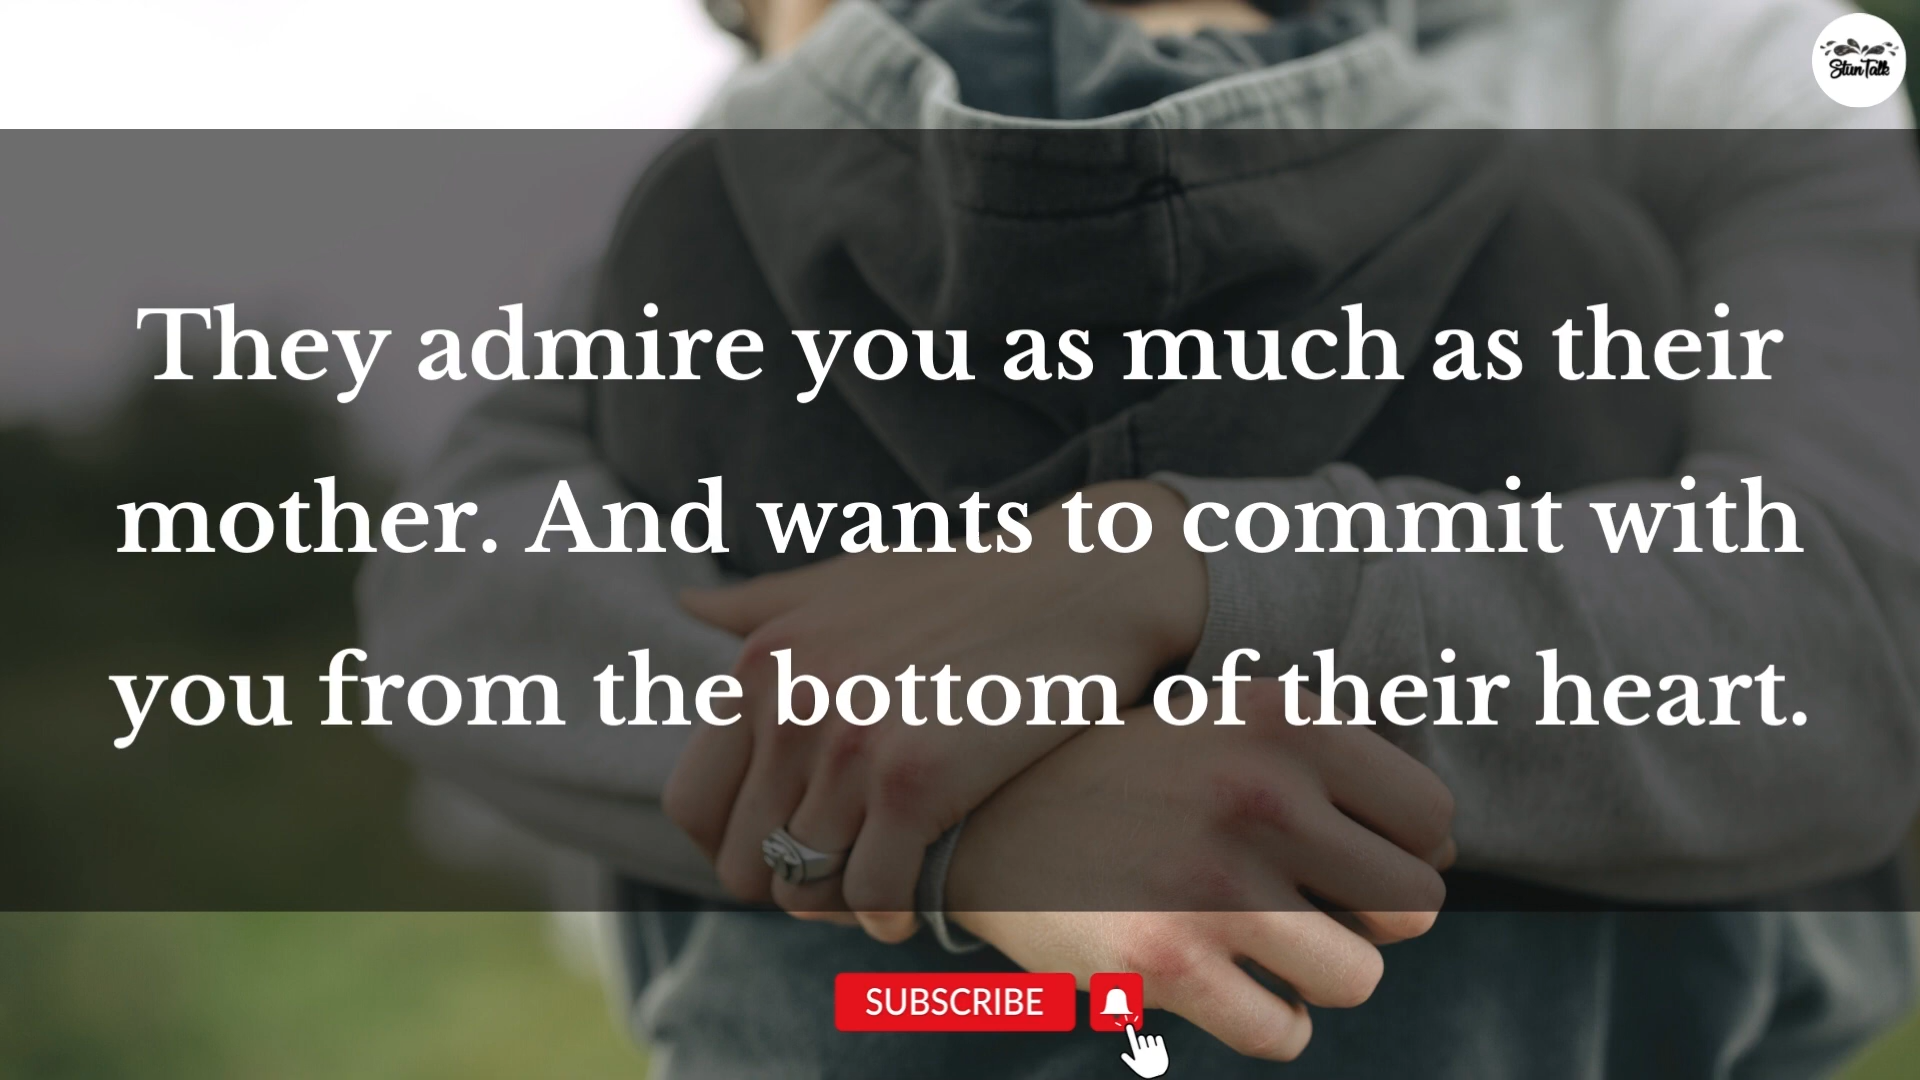 StunTalk
They admire you as much as their
mother. And wants to commit with
you from the bottom of their heart.
SUBSCRIBE